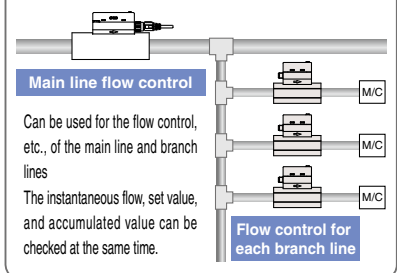 Main line flow control
Can be used for the flow control,
etc., of the main line and branch
lines
The instantaneous flow, set value,
and accumulated value can be
checked at the same time.
M/C
M/C
M/C
Flow control for
each branch line